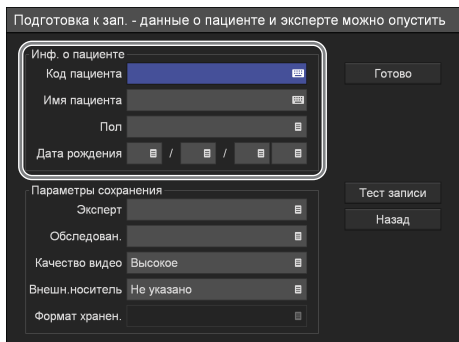 Подготовка к зап. - данные о пациенте и эксперте можно опустить
Инф. о пациенте
Код пациента
Готово
Имя пациента
Пол
Дата рождения / /
Параметры сохранения
Тест записи
Эксперт
Назад
Обследован.
Качество видео Высокое
Внешн.носитель Не указано
Формат хранен.